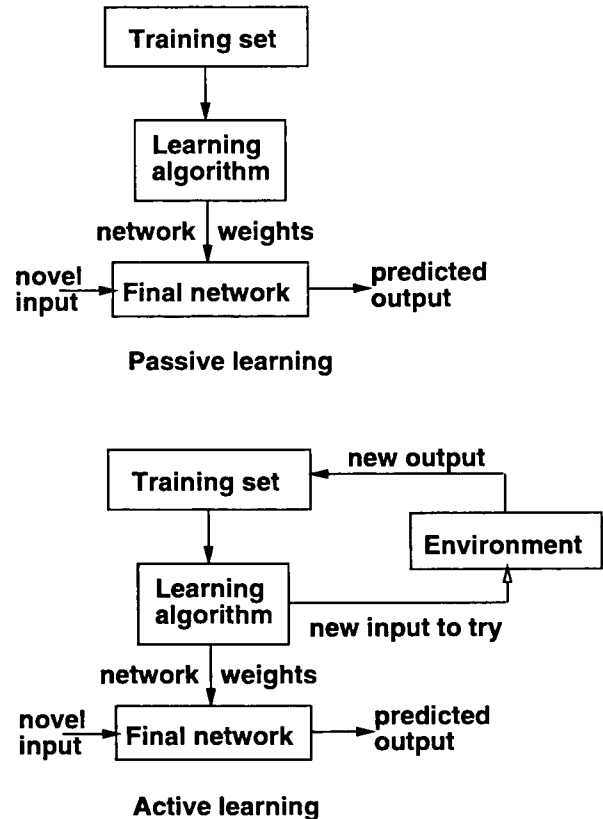 Training set
Learning
algorithm
network weights
novel
input
Final network
predicted
output
Passive learning
new output
Training set
Environment
Learning
algorithm
new input to try
network weights
novel
input
Final network
predicted
output
Active learning